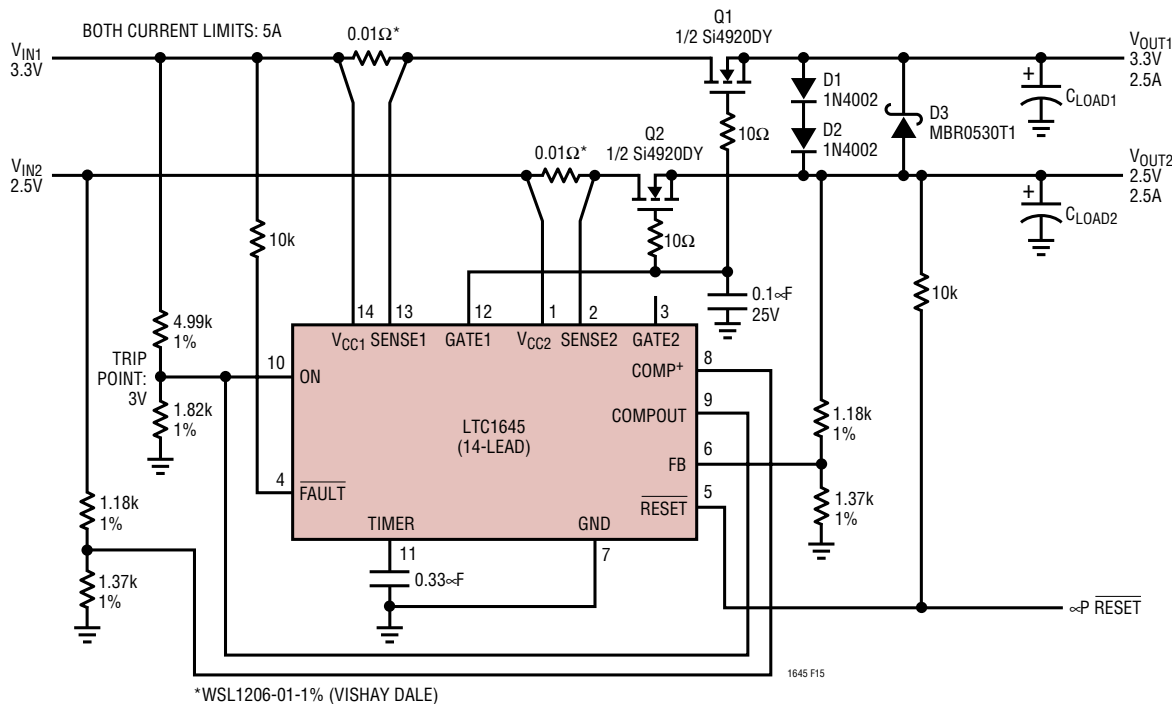 BOTH CURRENT LIMITS: 5A
0.01Ω*
Q1
1/2 Si4920DY
VIN1
3.3V
VOUT1
3.3V
2.5A
D1
1N4002
+
CLOAD1
10Ω
D2
1N4002
D3
MBR0530T1
Q2
1/2 Si4920DY
0.01Ω*
VIN2
2.5V
VOUT2
2.5V
2.5A
+
CLOAD2
10k
10Ω
10k
0.1∝F
25V
14
13
12
1
2
3
VCC1
SENSE1
GATE1
VCC2
SENSE2
GATE2
4.99k
1%
TRIP
POINT:
3V
10
ON
8
COMP+
1.82k
1%
9
COMPOUT
1.18k
1%
LTC1645
(14-LEAD)
6
FB
4
FAULT
5
RESET
1.37k
1%
1.18k
1%
TIMER
GND
11
7
0.33∝F
1.37k
1%
∝P RESET
1645 F15
*WSL1206-01-1% (VISHAY DALE)